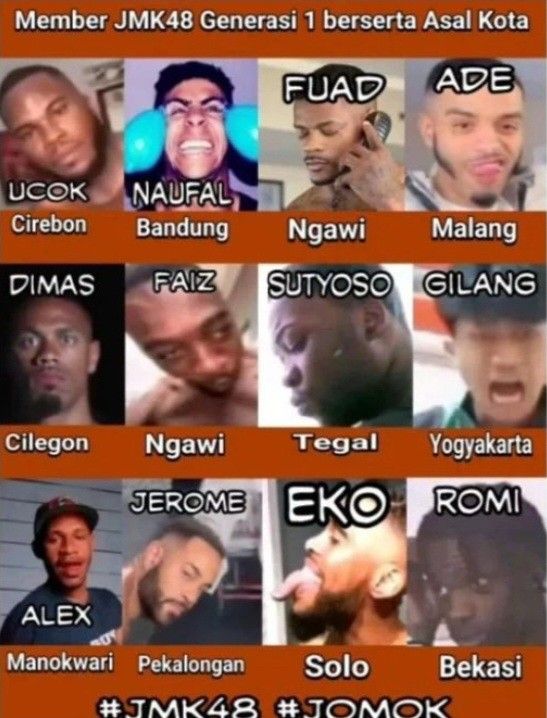 Member JMK48 Generasi 1 berserta Asal Kota
UCOK NAUFAL FUAD ADE
Cirebon Bandung Ngawi Malang
DIMAS FAIZ SUTYOSO GILANG
Cilegon Ngawi Tegal Yogyakarta
ALEX JEROME EKO ROMI
Manokwari Pekalongan Solo Bekasi
#JMK48 #JOMOK